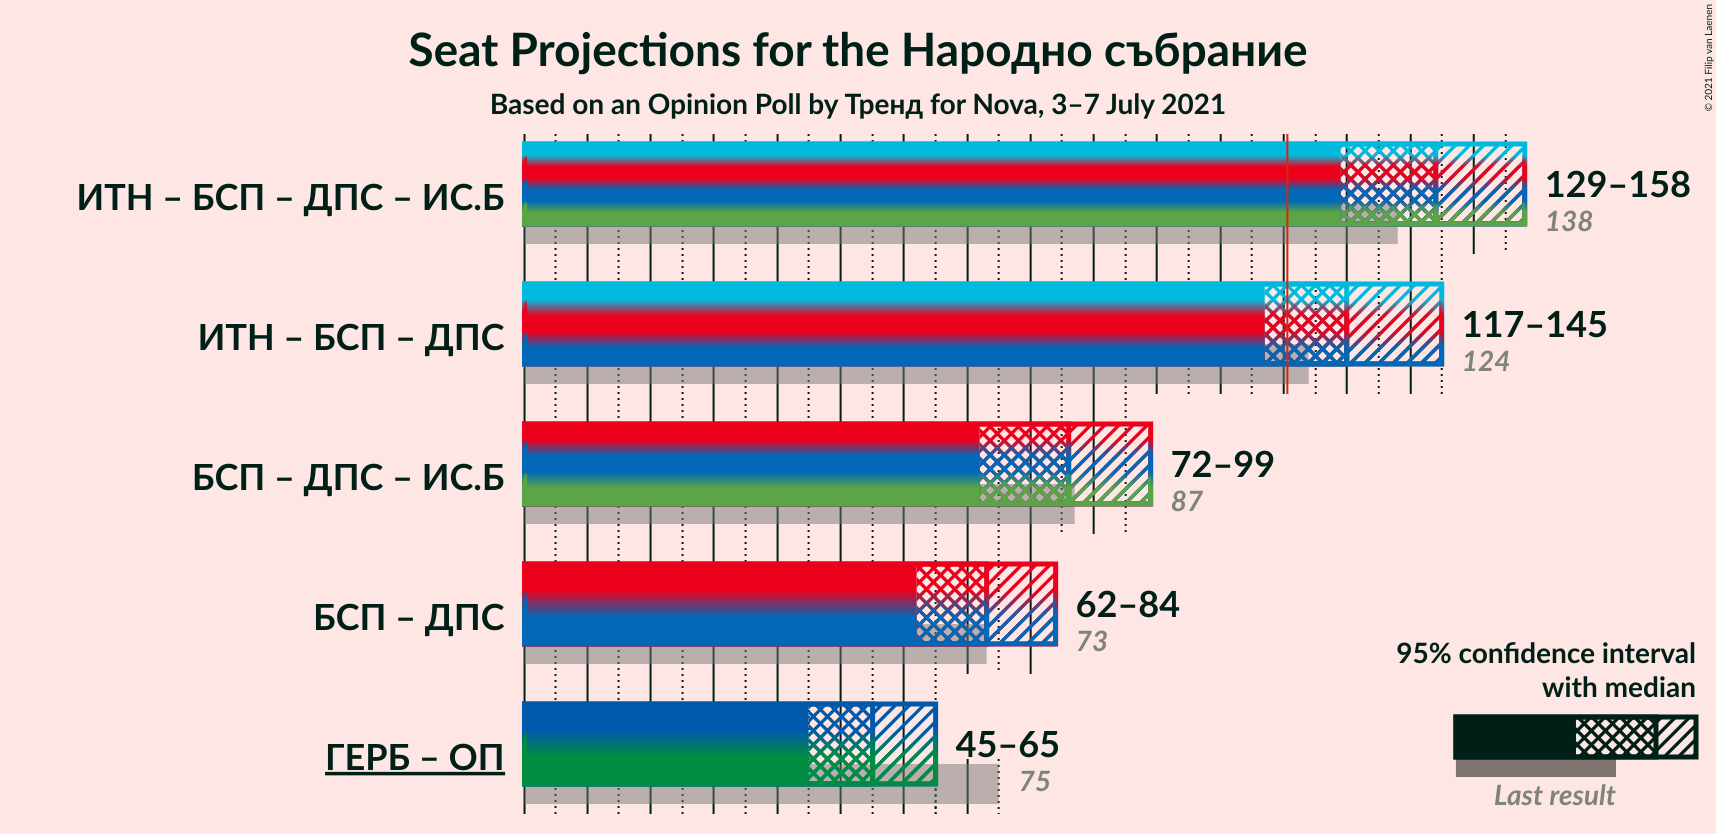 Seat Projections for the Народно събрание
Based on an Opinion Poll by Тренд for Nova, 3–7 July 2021
© 2021 Filip van Laenen
ИТН – БСП – ДПС – ИС.Б
129–158
138
ИТН – БСП – ДПС
117–145
124
БСП – ДПС – ИС.Б
72–99
87
БСП – ДПС
62–84
73
ГЕРБ – ОП
45–65
75
95% confidence interval
with median
Last result